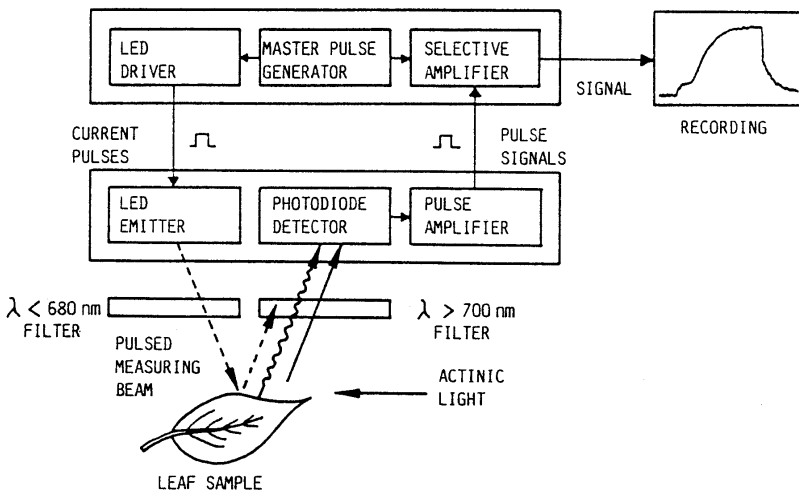 LED
DRIVER
MASTER PULSE
GENERATOR
SELECTIVE
AMPLIFIER
SIGNAL
RECORDING
CURRENT
PULSES
PULSE
SIGNALS
LED
EMITTER
PHOTODIODE
DETECTOR
PULSE
AMPLIFIER
λ < 680 nm
FILTER
λ > 700 nm
FILTER
PULSED
MEASURING
BEAM
ACTINIC
LIGHT
LEAF SAMPLE